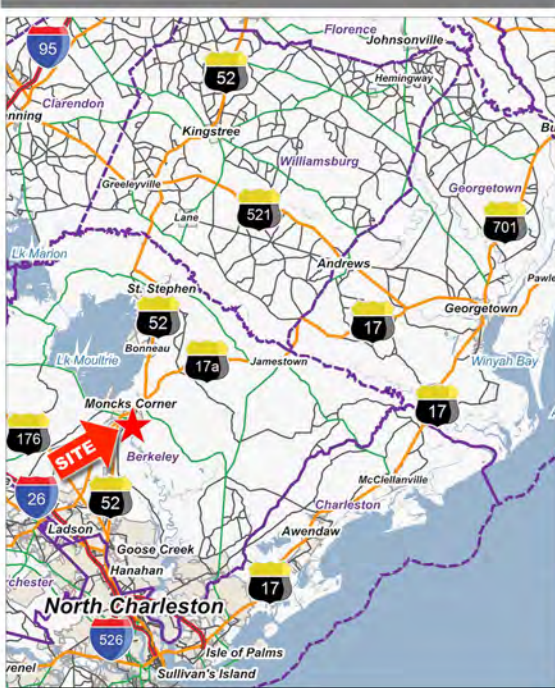 Florence
Johnsonville
95
52
Hemingway
Clarendon
nning
Kingstree
Bu
Williamsburg
Greeleyville
Georgetown
Lane
521
701
Lk Marion
Andrews
Pawle
St. Stephen
Georgetown
52
17
Bonneau
17a
Jamestown
Winyah Bay
Lk Moultrie
Moncks Corner
17
176
SITE
Berkeley
McClellanville
26
52
Charleston
Ladson
Awendaw
Goose Creek
Hanahan
rchester
17
North Charleston
526
Isle of Palms
venel
Sullivan's Island